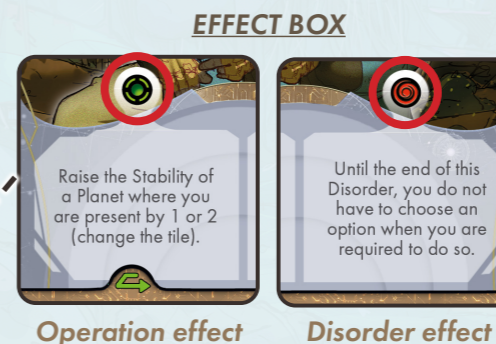 EFFECT BOX
Raise the Stability of
a Planet where you
are present by 1 or 2
(change the tile).
Until the end of this
Disorder, you do not
have to choose an
option when you are
required to do so.
Operation effect
Disorder effect